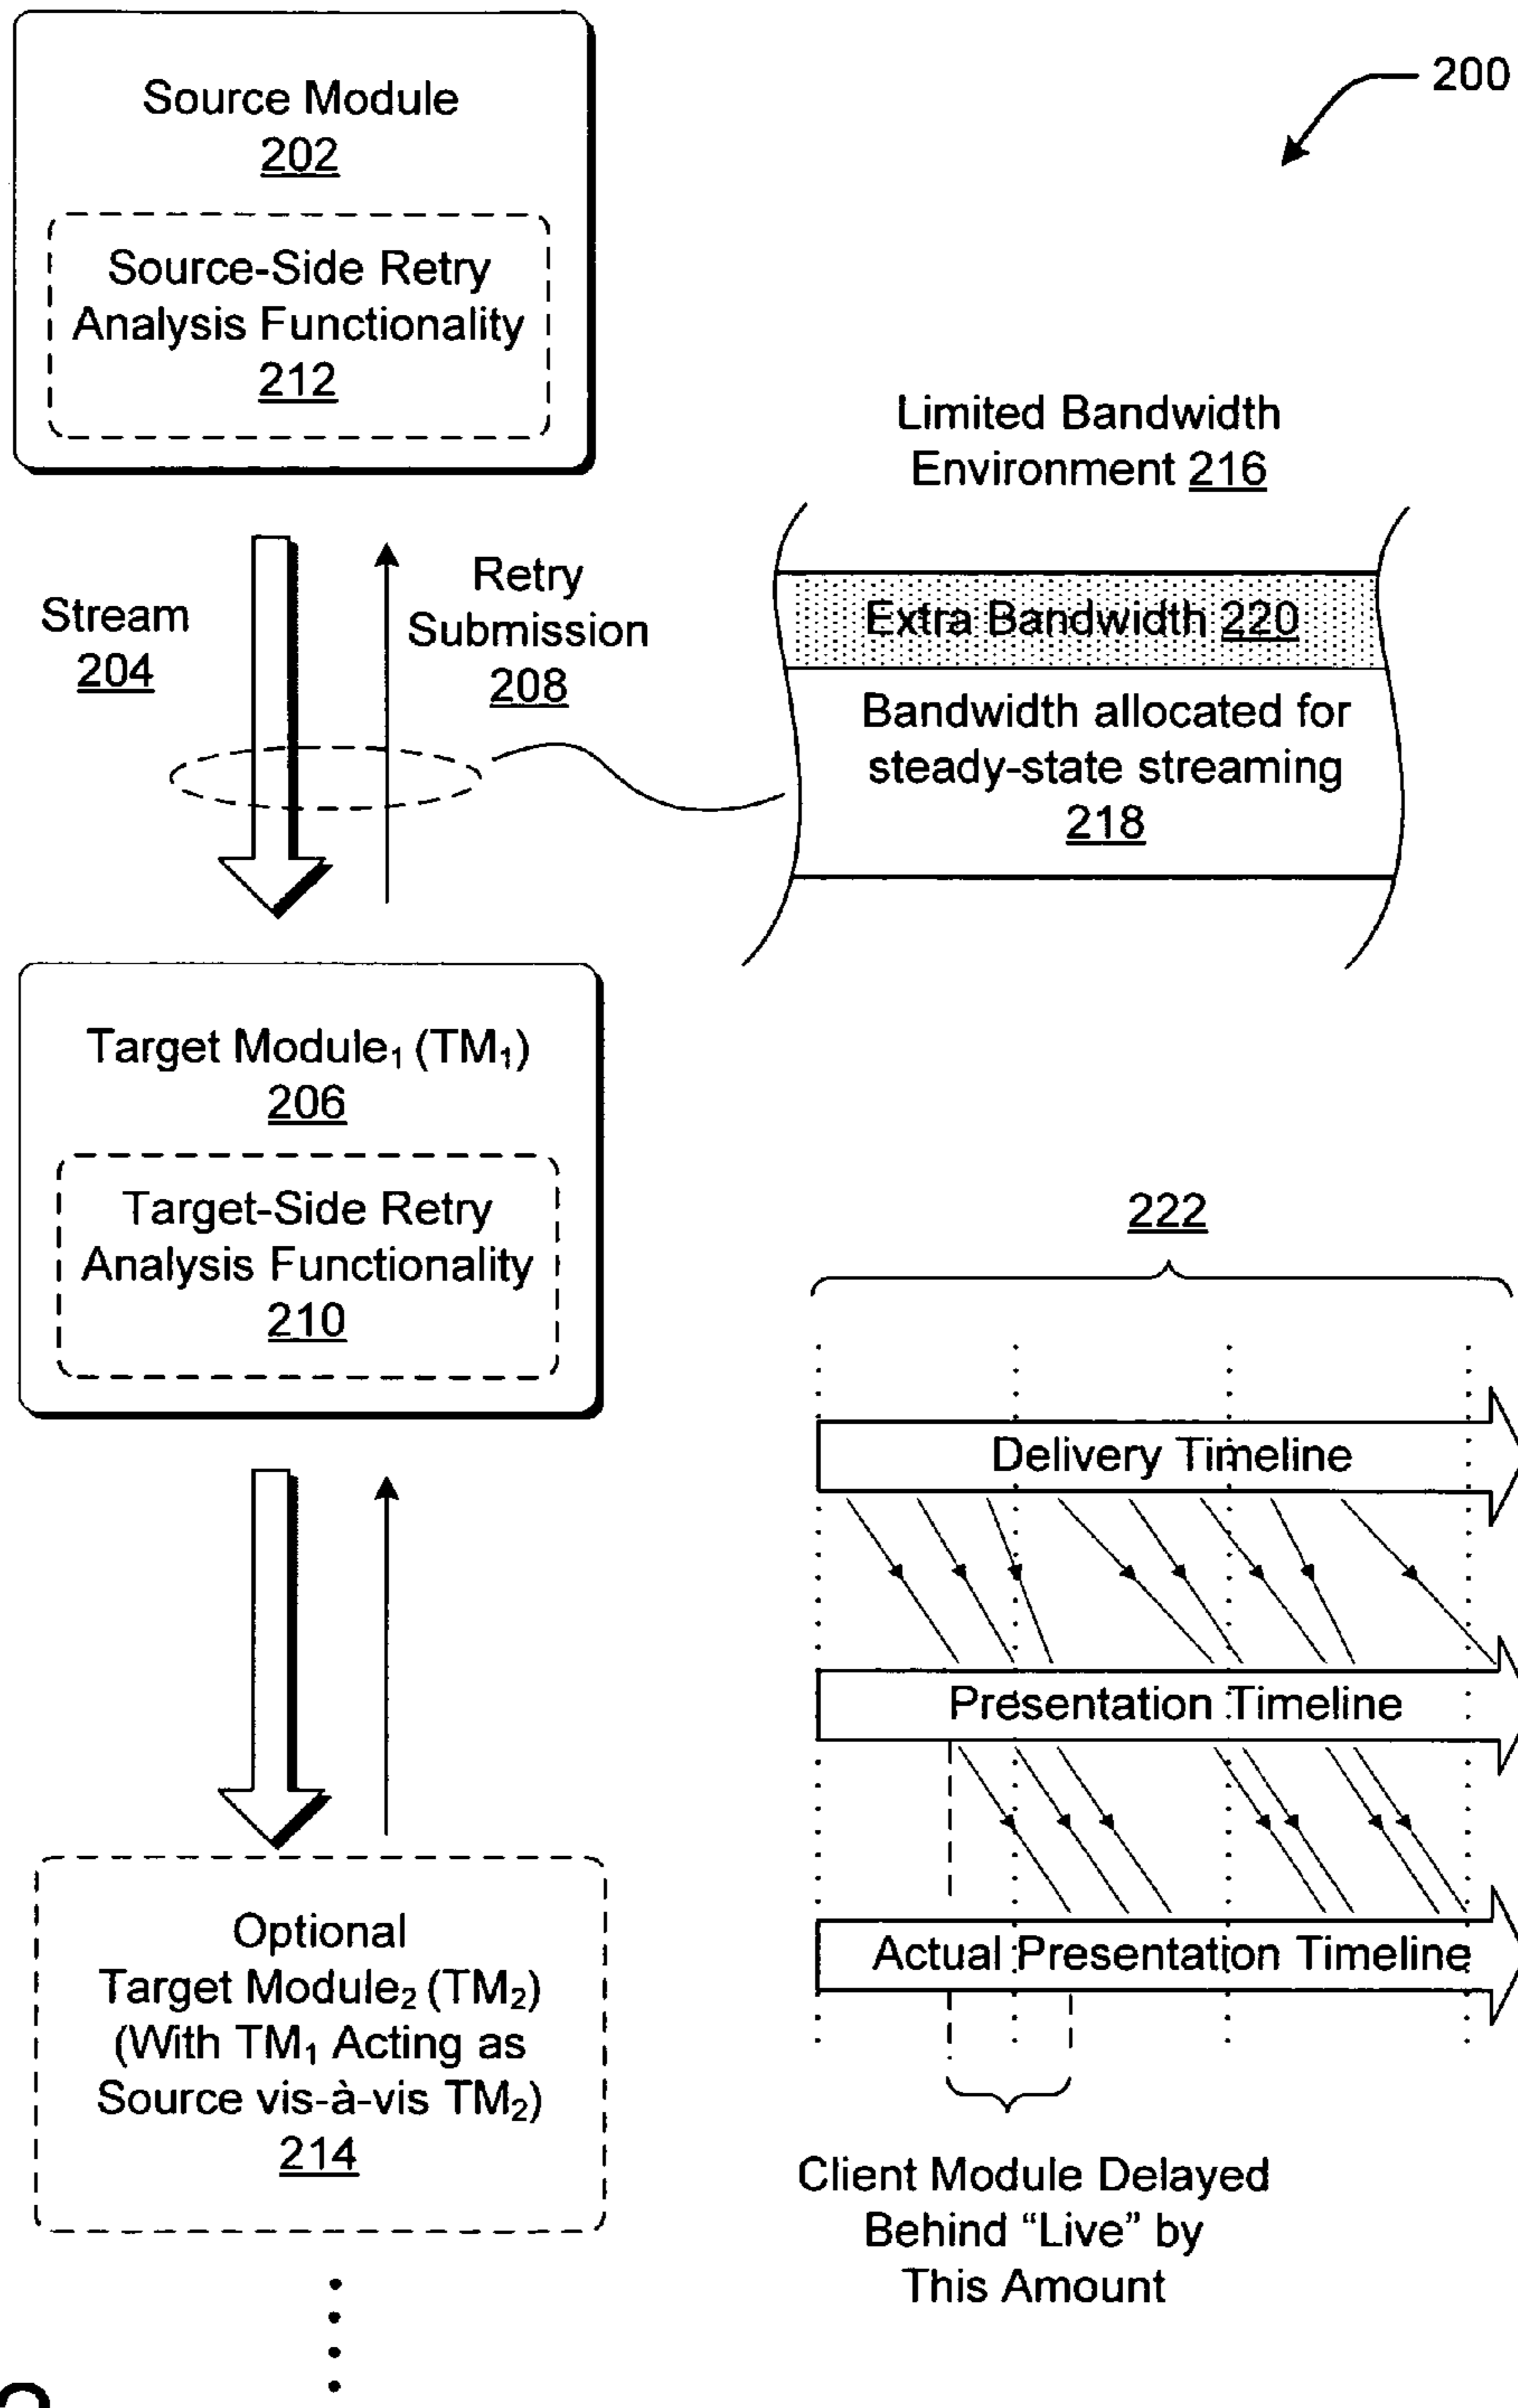 200
Source Module
202
Source-Side Retry
Analysis Functionality
212
Limited Bandwidth
Environment 216
Stream
204
Retry
Submission
208
Extra Bandwidth 220
Bandwidth allocated for
steady-state streaming
218
Target Module₁ (TM₁)
206
Target-Side Retry
Analysis Functionality
210
222
Delivery Timeline
Presentation Timeline
Actual Presentation Timeline
Optional
Target Module₂ (TM₂)
(With TM₁ Acting as
Source vis-à-vis TM₂)
214
Client Module Delayed
Behind “Live” by
This Amount